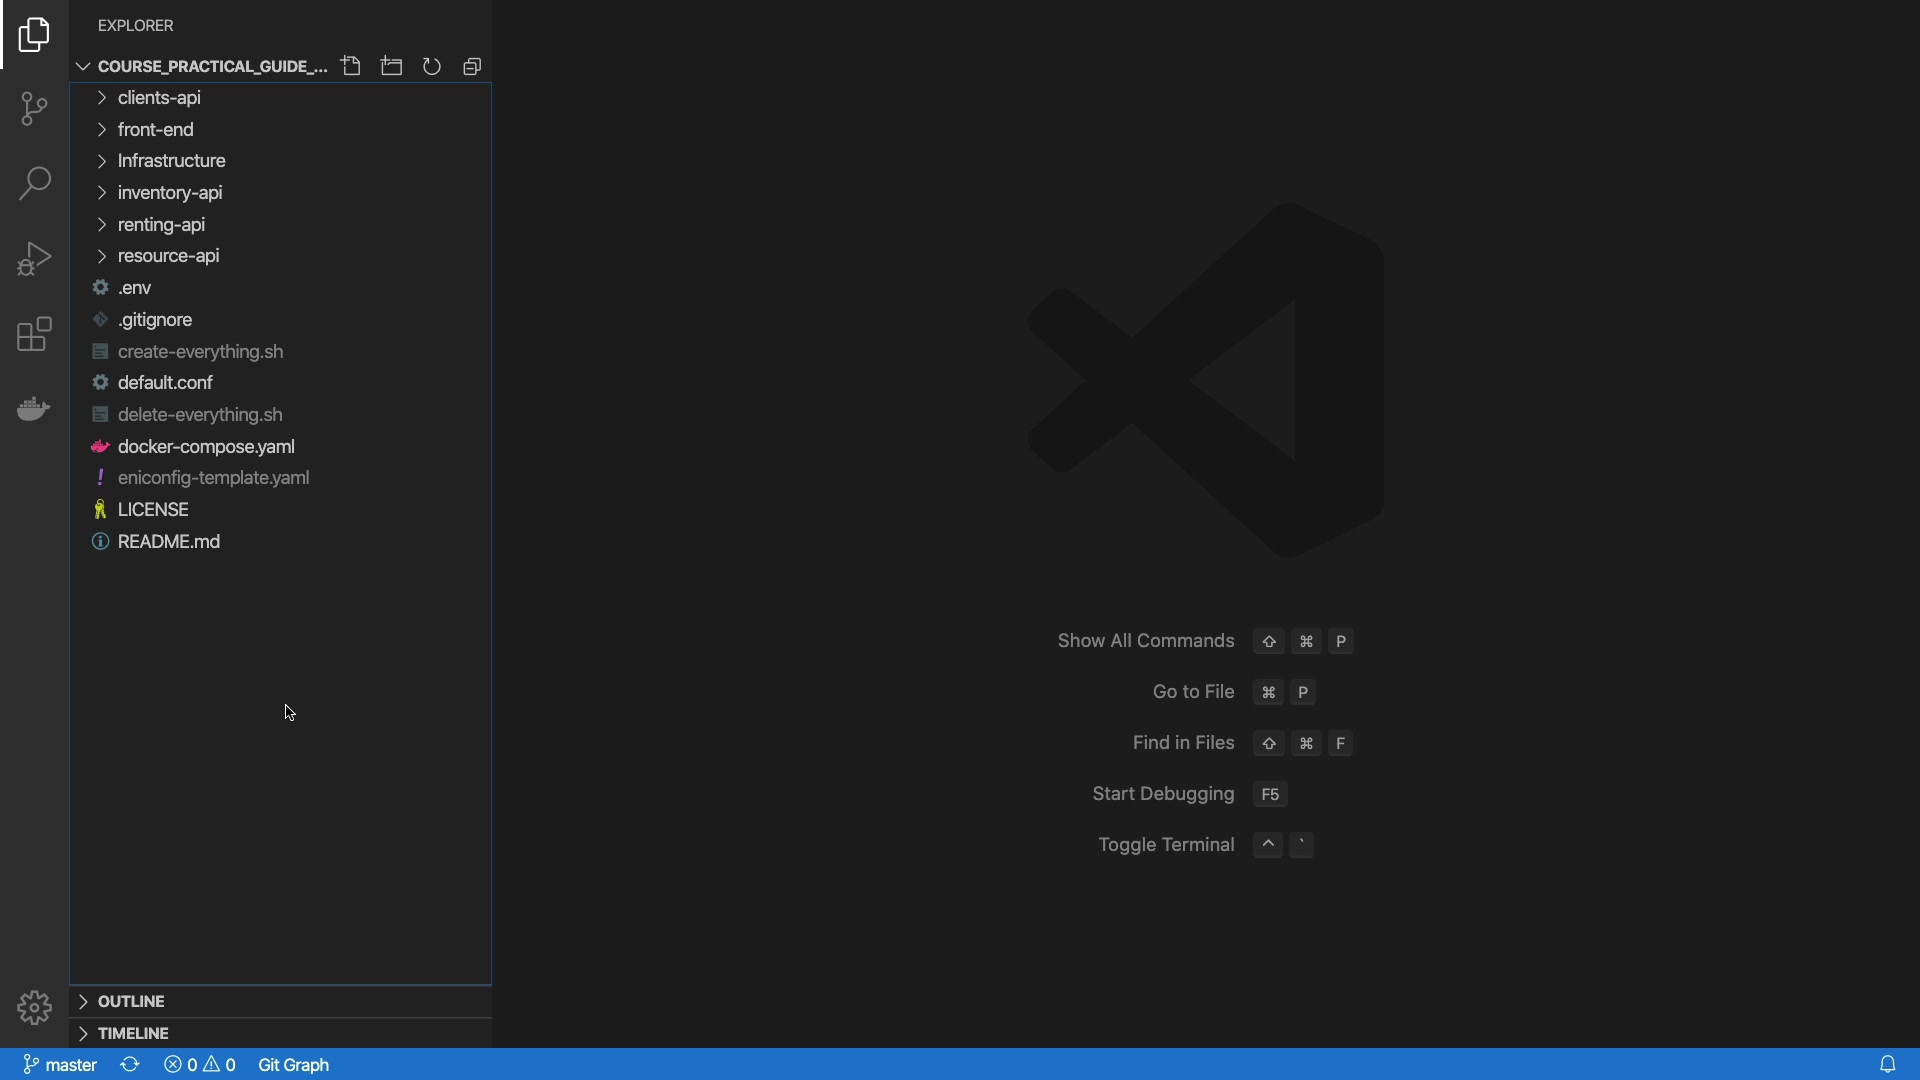 EXPLORER
COURSE_PRACTICAL_GUIDE_...
clients-api
front-end
Infrastructure
inventory-api
renting-api
resource-api
.env
.gitignore
create-everything.sh
default.conf
delete-everything.sh
docker-compose.yaml
! eniconfig-template.yaml
LICENSE
README.md
Show All Commands ⇧ ⌘ P
Go to File ⌘ P
Find in Files ⇧ ⌘ F
Start Debugging F5
Toggle Terminal ^ `
OUTLINE
TIMELINE
master 0 0 Git Graph